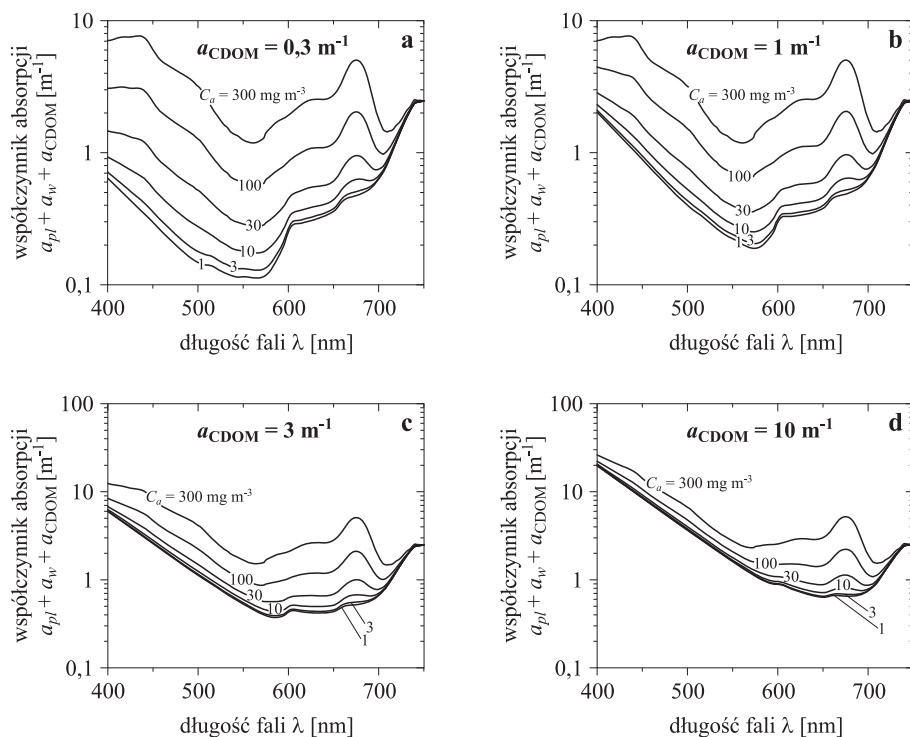 współczynnik absorpcji
a_pl + a_w + a_CDOM [m⁻¹]
10
1
0,1
a_CDOM = 0,3 m⁻¹
a
C_a = 300 mg m⁻³
100
30
10
3
1
400 500 600 700
długość fali λ [nm]
współczynnik absorpcji
a_pl + a_w + a_CDOM [m⁻¹]
10
1
0,1
a_CDOM = 1 m⁻¹
b
C_a = 300 mg m⁻³
100
30
10
1 3
400 500 600 700
długość fali λ [nm]
współczynnik absorpcji
a_pl + a_w + a_CDOM [m⁻¹]
100
10
1
0,1
a_CDOM = 3 m⁻¹
c
C_a = 300 mg m⁻³
100
30
10
3
1
400 500 600 700
długość fali λ [nm]
współczynnik absorpcji
a_pl + a_w + a_CDOM [m⁻¹]
100
10
1
0,1
a_CDOM = 10 m⁻¹
d
C_a = 300 mg m⁻³
100
30
10
3
1
400 500 600 700
długość fali λ [nm]